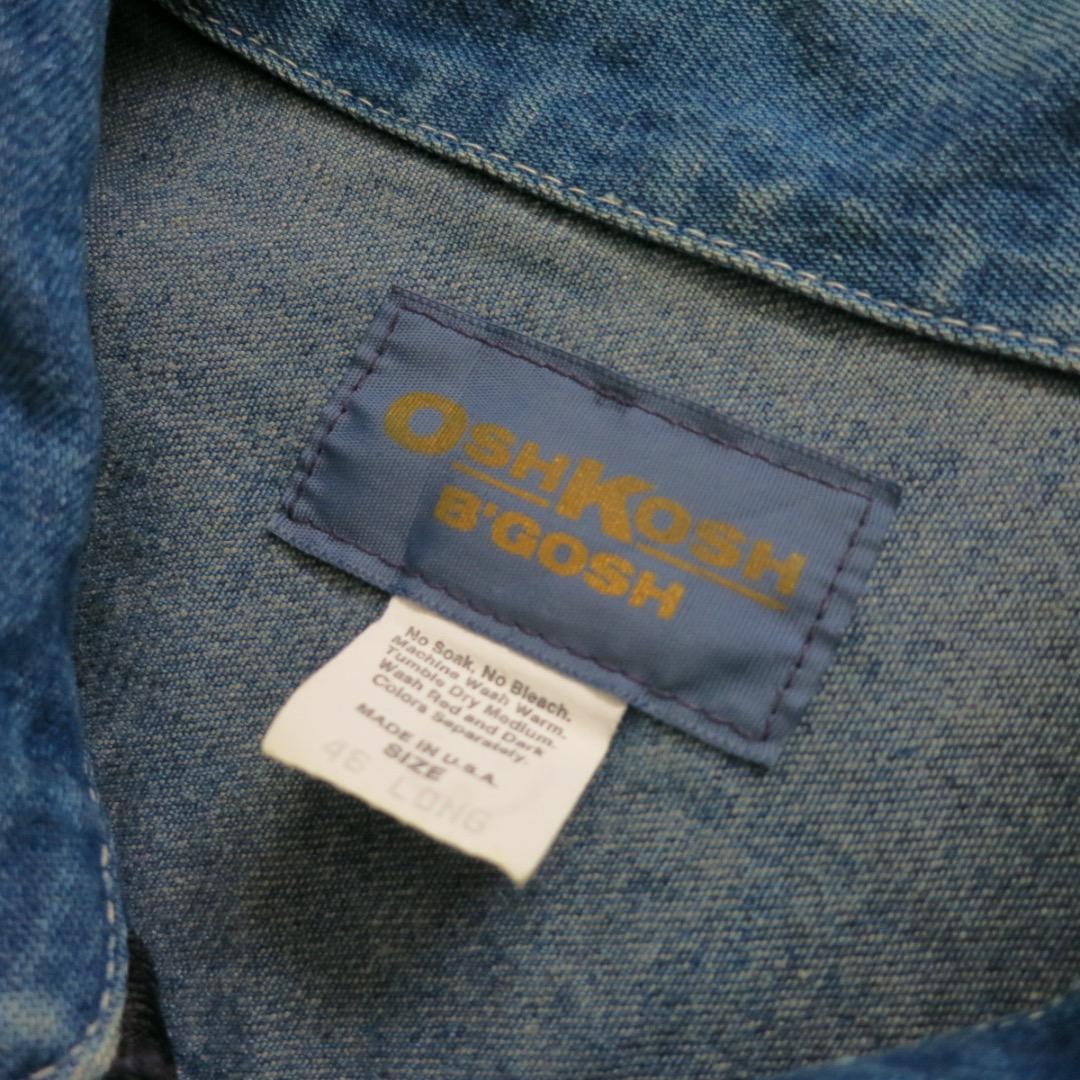 OSHKOSH
B'GOSH
No Soak. No Bleach.
Machine Wash Warm.
Tumble Dry Medium.
Wash Red and Dark
Colors Separately.
MADE IN U.S.A.
SIZE
46 LONG